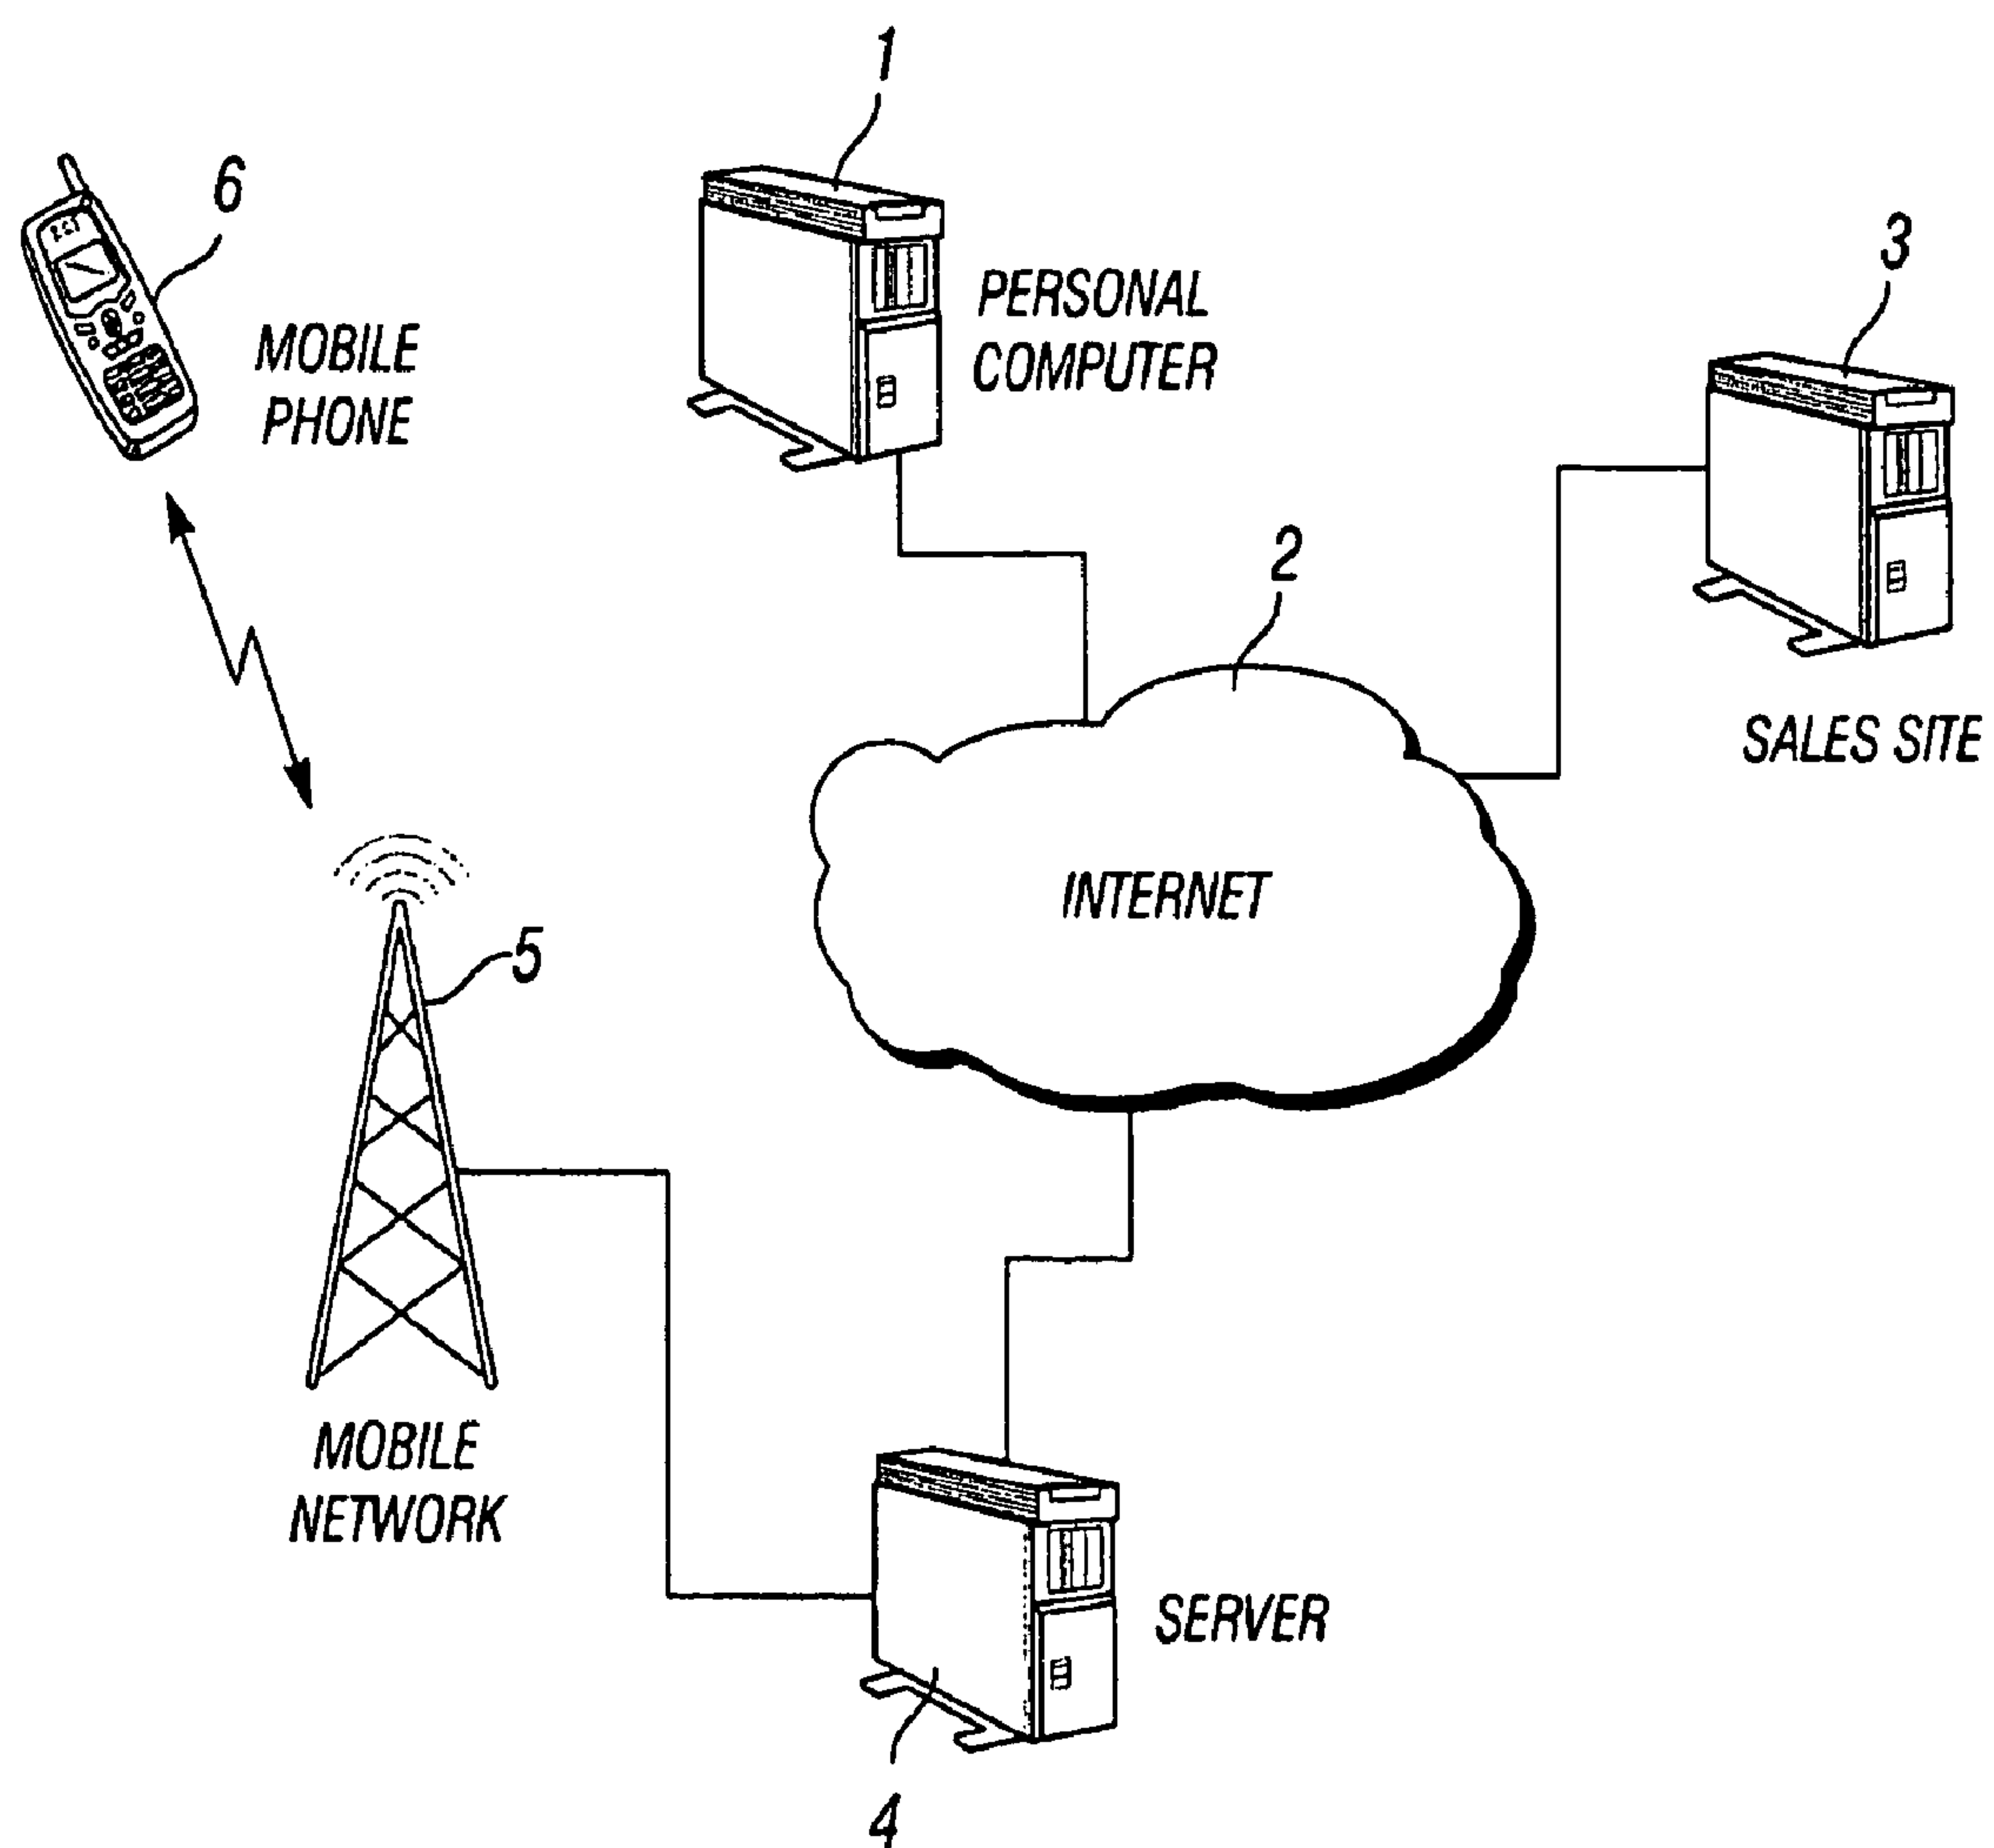 1
6
MOBILE
PHONE
PERSONAL
COMPUTER
3
SALES SITE
2
INTERNET
5
MOBILE
NETWORK
SERVER
4